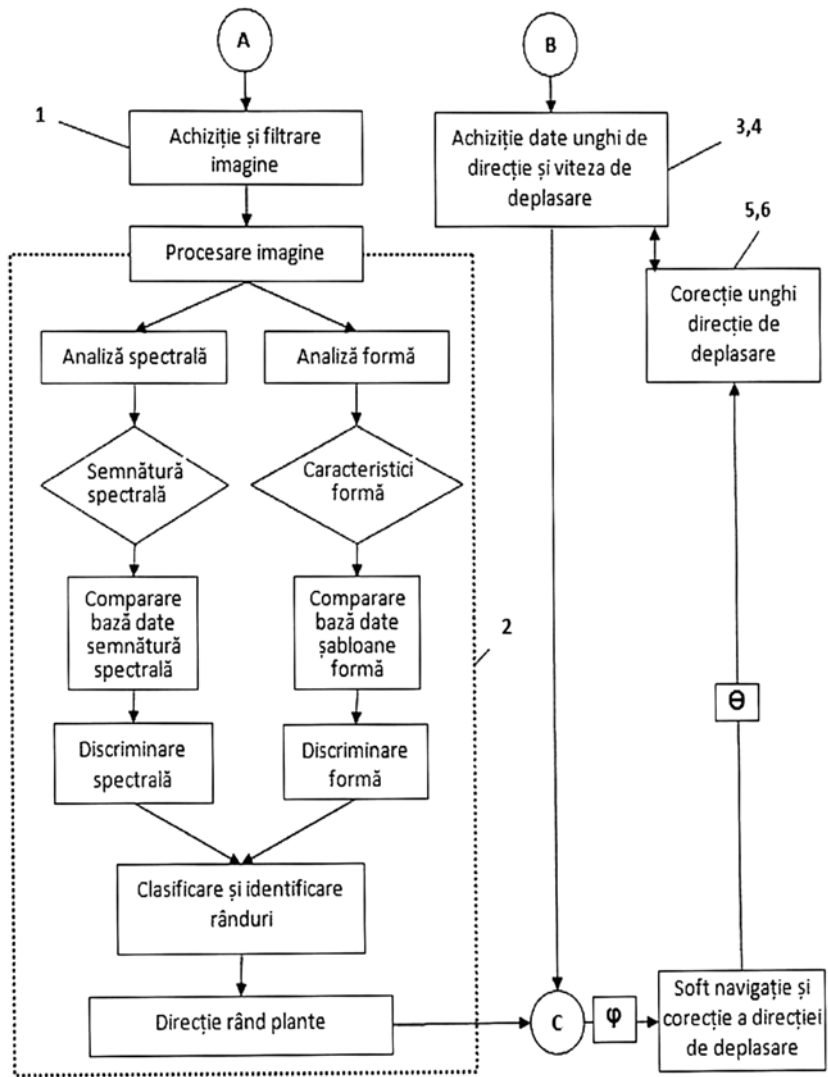 A
B
1
Achiziție și filtrare
imagine
Achiziție date unghi de
direcție și viteza de
deplasare
3,4
5,6
Procesare imagine
Corecție unghi
direcție de
deplasare
Analiză spectrală
Analiză formă
Semnătură
spectrală
Caracteristici
formă
Comparare
bază date
semnătură
spectrală
Comparare
bază date
șabloane
formă
2
Θ
Discriminare
spectrală
Discriminare
formă
Clasificare și identificare
rânduri
Direcție rând plante
C
φ
Soft navigație și
corecție a direcției
de deplasare